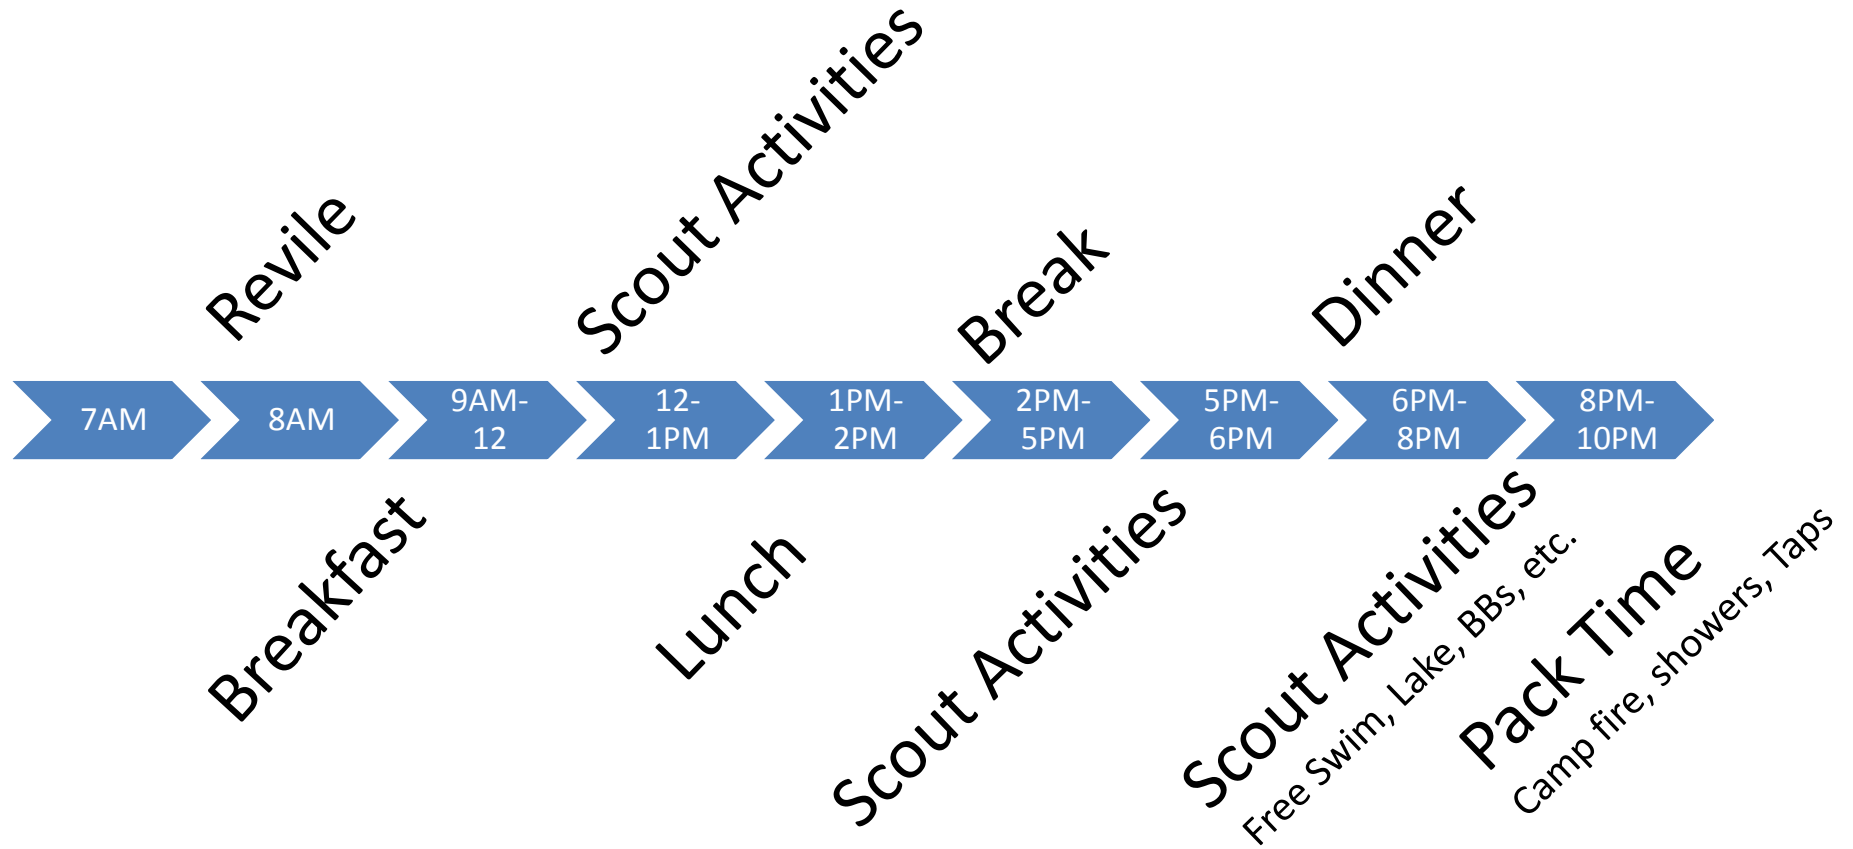 Revile
Scout Activities
Break
Dinner
7AM
8AM
9AM-
12
12-
1PM
1PM-
2PM
2PM-
5PM
5PM-
6PM
6PM-
8PM
8PM-
10PM
Breakfast
Lunch
Scout Activities
Scout Activities
Free Swim, Lake, BBs, etc.
Pack Time
Camp fire, showers, Taps